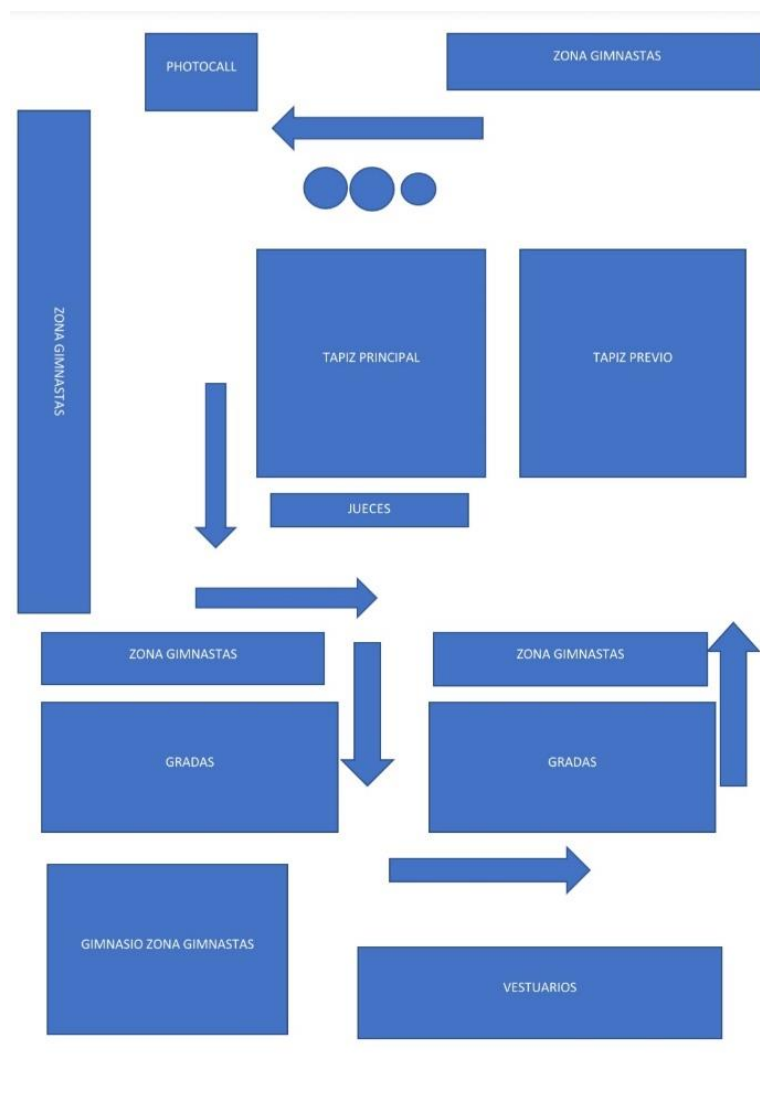 PHOTOCALL
ZONA GIMNASTAS
ZONA GIMNASTAS
TAPIZ PRINCIPAL
TAPIZ PREVIO
JUECES
ZONA GIMNASTAS
ZONA GIMNASTAS
GRADAS
GRADAS
GIMNASIO ZONA GIMNASTAS
VESTUARIOS